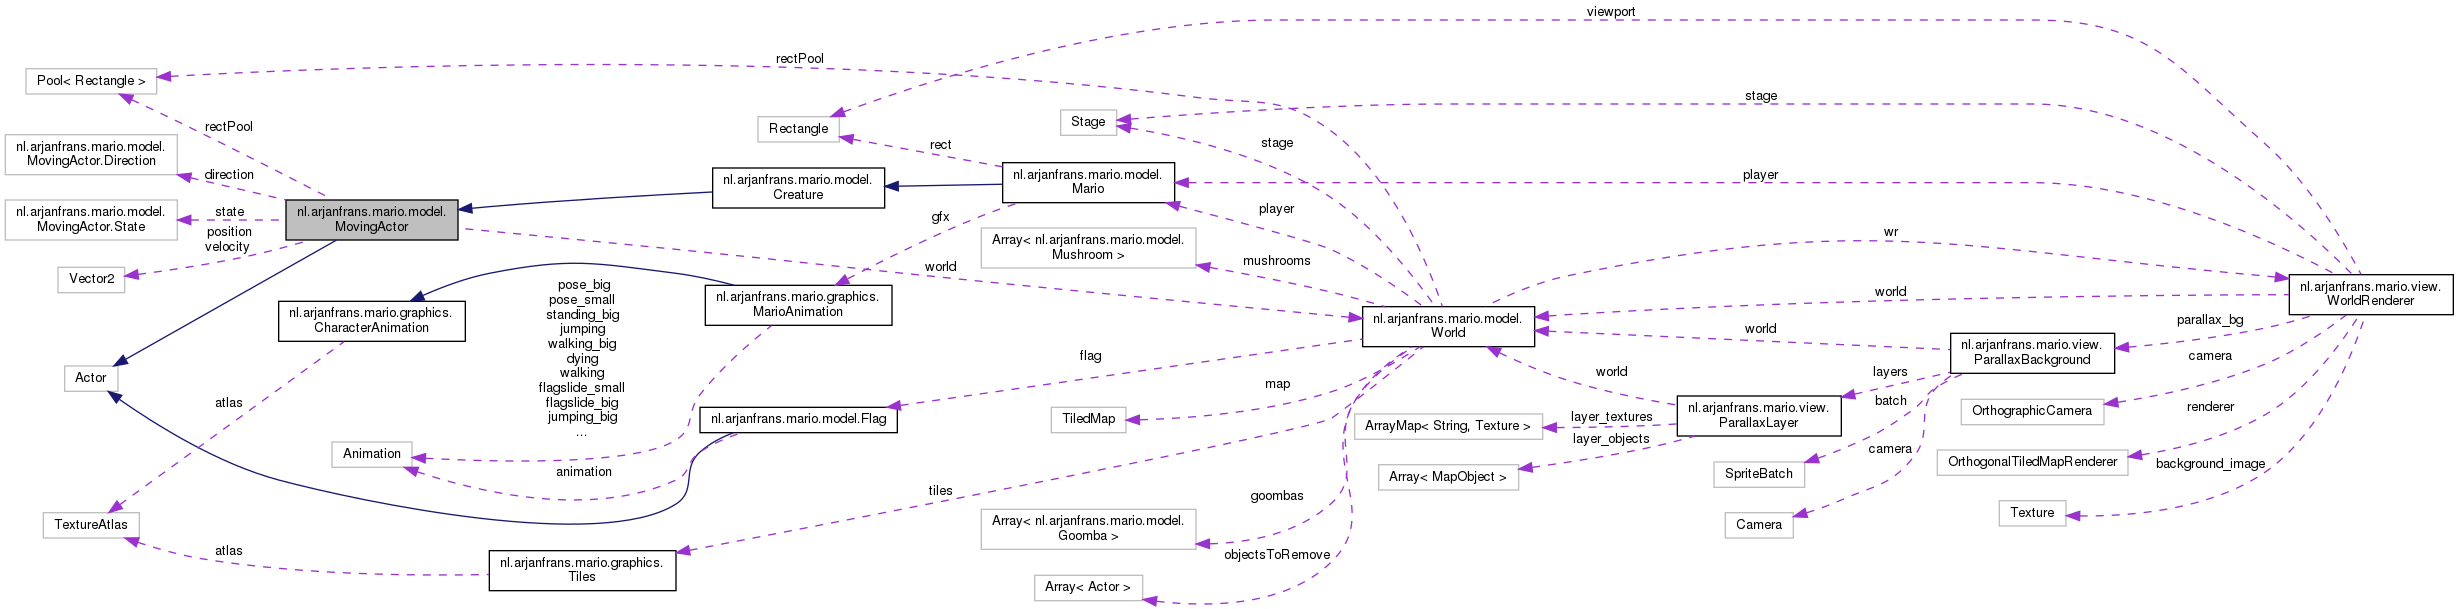 viewport
rectPool
Pool< Rectangle >
stage
Rectangle
Stage
rectPool
nl.arjanfrans.mario.model.
MovingActor.Direction
rect
stage
direction
nl.arjanfrans.mario.model.
Creature
nl.arjanfrans.mario.model.
Mario
player
nl.arjanfrans.mario.model.
MovingActor.State
state
nl.arjanfrans.mario.model.
MovingActor
gfx
player
position
velocity
Array< nl.arjanfrans.mario.model.
Mushroom >
wr
Vector2
world
mushrooms
pose_big
pose_small
standing_big
jumping
walking_big
dying
walking
flagslide_small
flagslide_big
jumping_big
...
nl.arjanfrans.mario.graphics.
CharacterAnimation
nl.arjanfrans.mario.graphics.
MarioAnimation
nl.arjanfrans.mario.model.
World
world
nl.arjanfrans.mario.view.
WorldRenderer
world
parallax_bg
nl.arjanfrans.mario.view.
ParallaxBackground
flag
camera
Actor
map
world
layers
atlas
nl.arjanfrans.mario.model.Flag
TiledMap
layer_textures
ArrayMap< String, Texture >
nl.arjanfrans.mario.view.
ParallaxLayer
batch
OrthographicCamera
renderer
layer_objects
Animation
animation
camera
OrthogonalTiledMapRenderer
background_image
Array< MapObject >
SpriteBatch
tiles
goombas
TextureAtlas
Array< nl.arjanfrans.mario.model.
Goomba >
Camera
Texture
atlas
nl.arjanfrans.mario.graphics.
Tiles
objectsToRemove
Array< Actor >